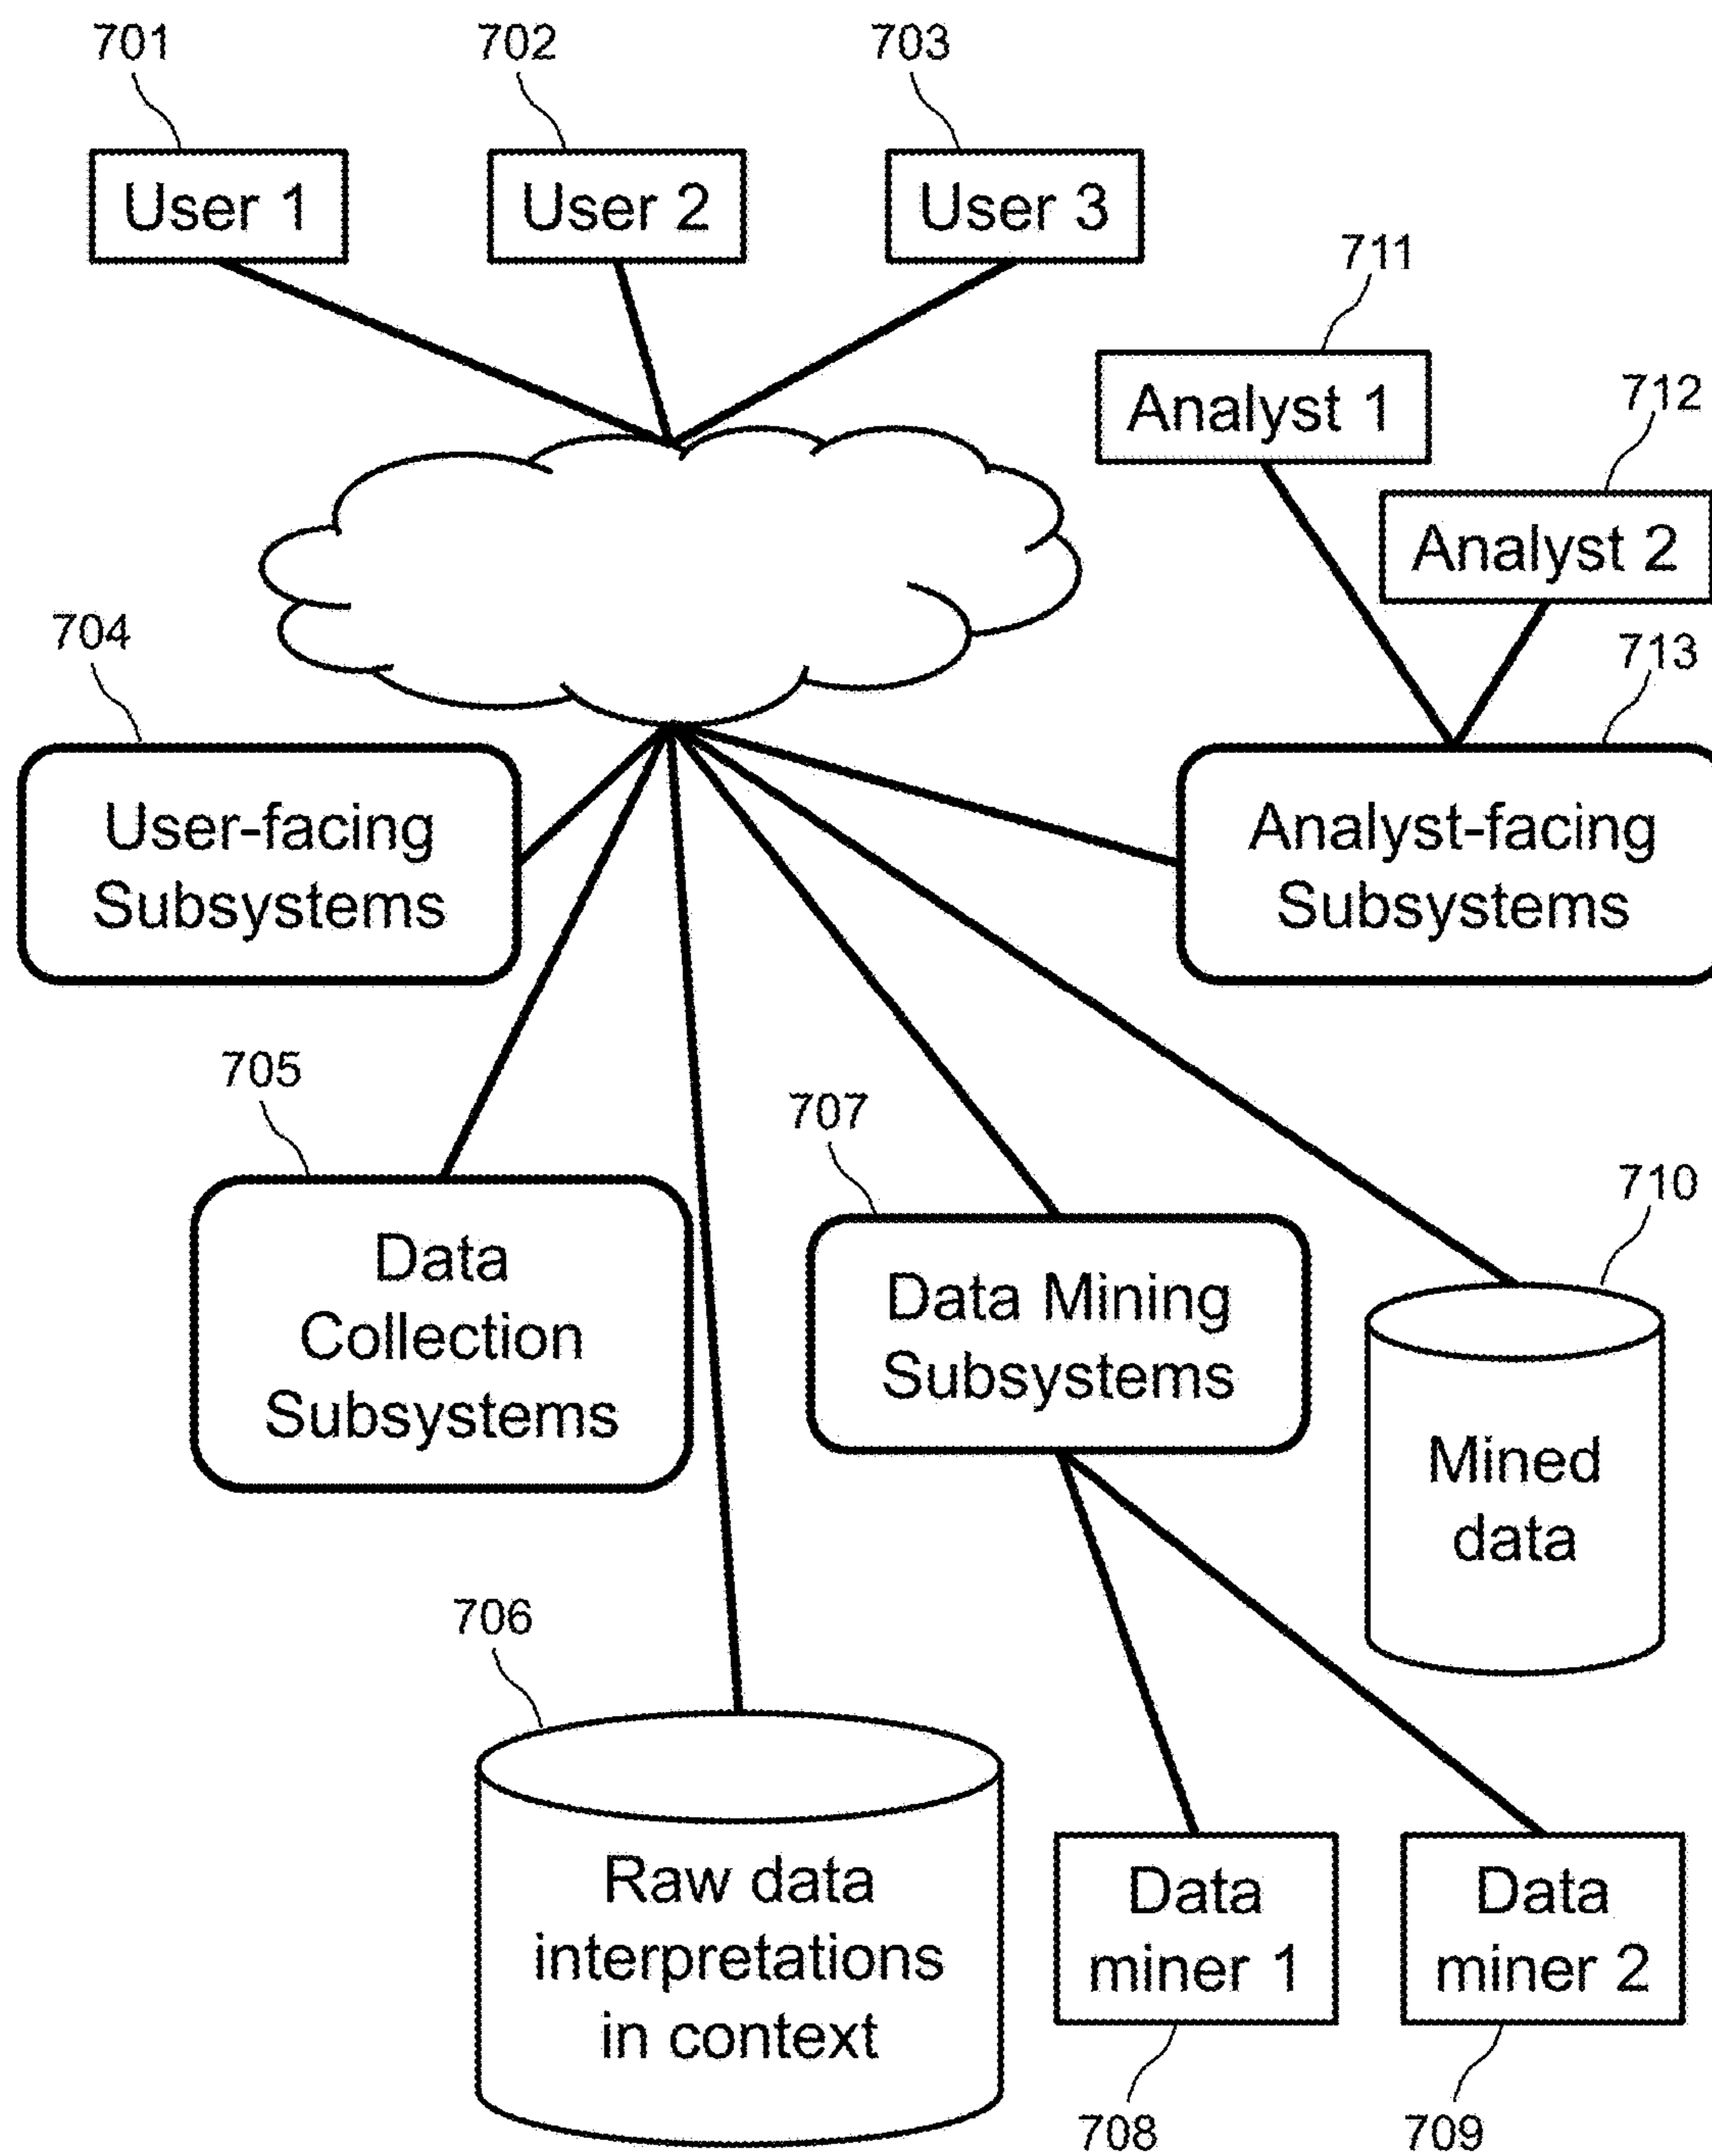 701
702
703
User 1
User 2
User 3
711
Analyst 1
712
Analyst 2
704
713
User-facing
Subsystems
Analyst-facing
Subsystems
705
707
710
Data
Collection
Subsystems
Data Mining
Subsystems
Mined
data
706
Raw data
interpretations
in context
Data
miner 1
Data
miner 2
708
709